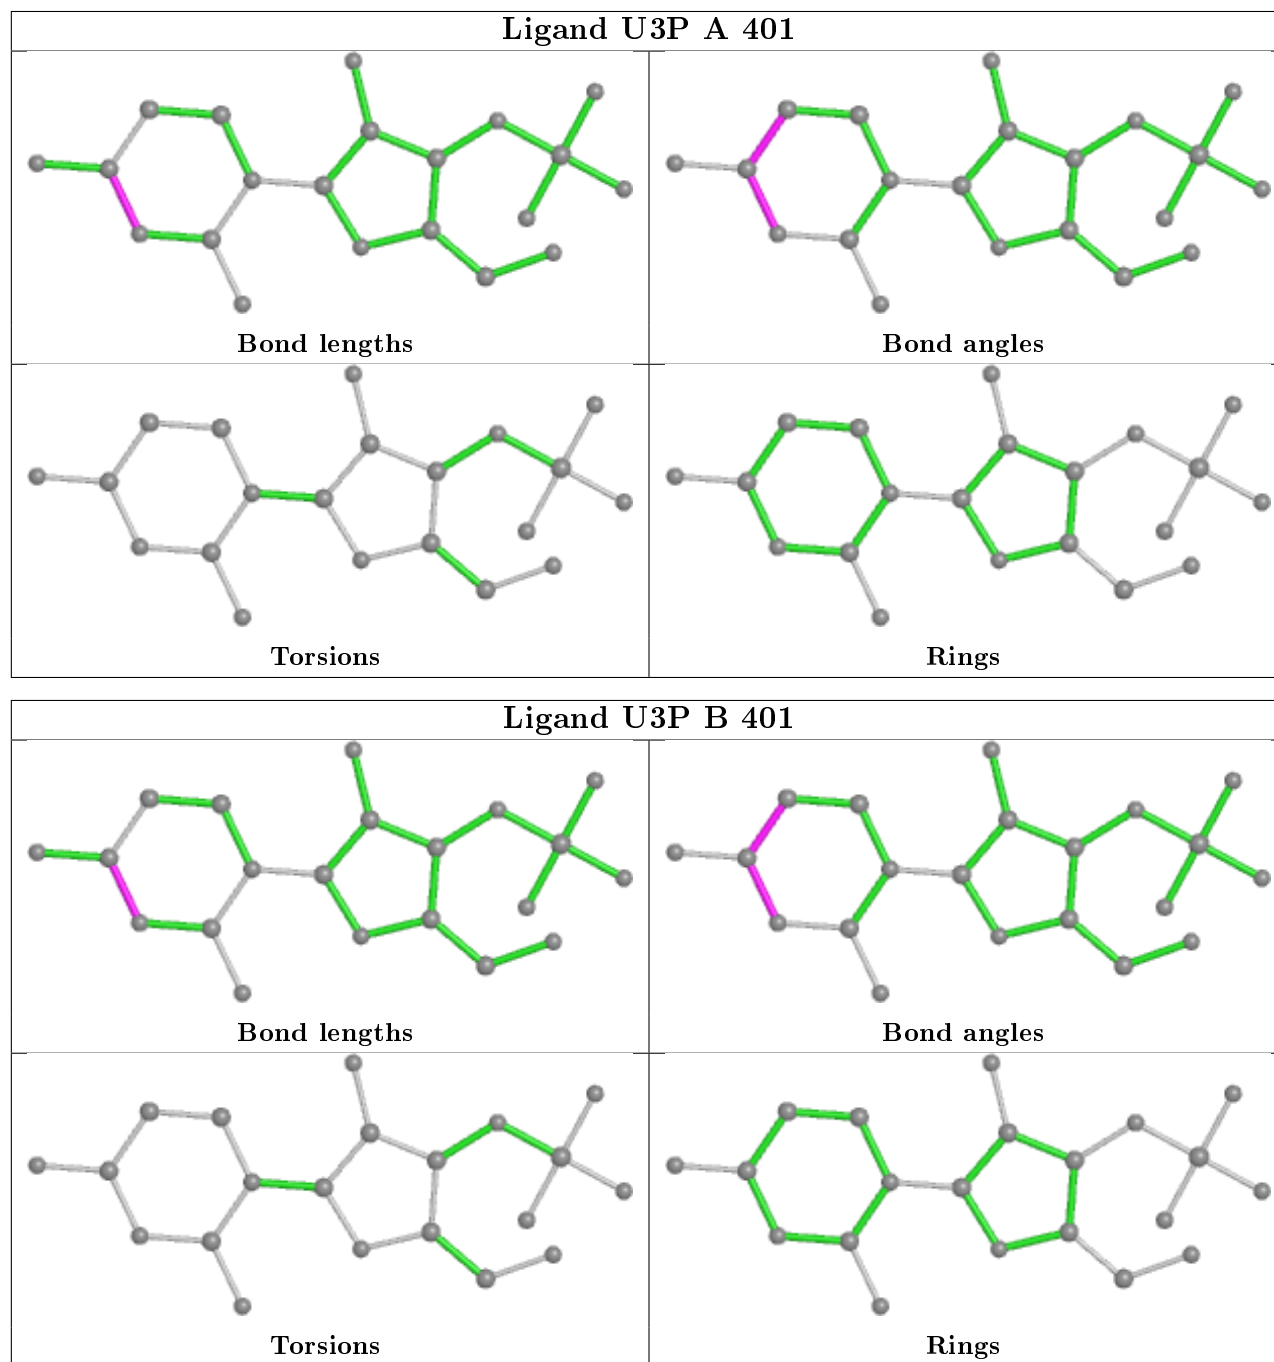 Ligand U3P A 401
Bond lengths
Bond angles
Torsions
Rings
Ligand U3P B 401
Bond lengths
Bond angles
Torsions
Rings